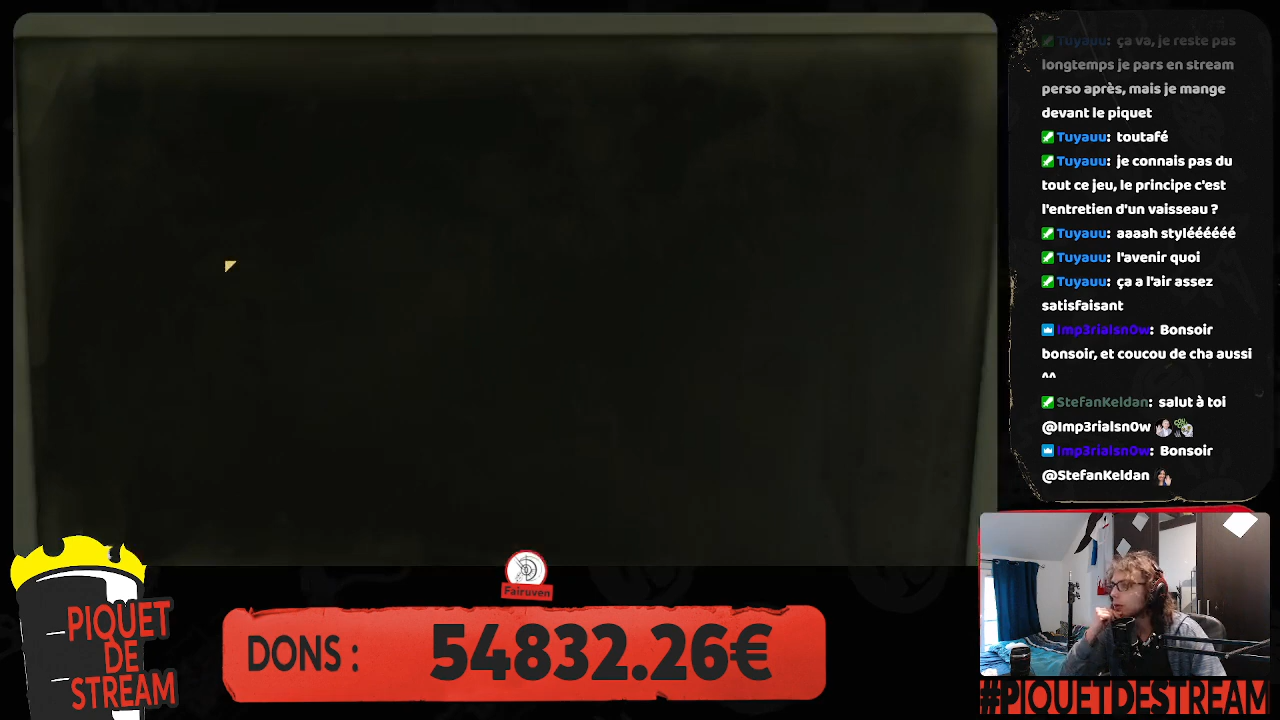 Tuyauu: ça va, je reste pas
longtemps je pars en stream
perso après, mais je mange
devant le piquet
Tuyauu: toutafé
Tuyauu: je connais pas du
tout ce jeu, le principe c'est
l'entretien d'un vaisseau ?
Tuyauu: aaaah styléééééé
Tuyauu: l'avenir quoi
Tuyauu: ça a l'air assez
satisfaisant
Imp3rialsn0w: Bonsoir
bonsoir, et coucou de cha aussi
^^
StefanKeldan: salut à toi
@Imp3rialsn0w
Imp3rialsn0w: Bonsoir
@StefanKeldan
PIQUET
DE
STREAM
Fairuven
DONS : 54832.26€
#PIQUETDESTREAM